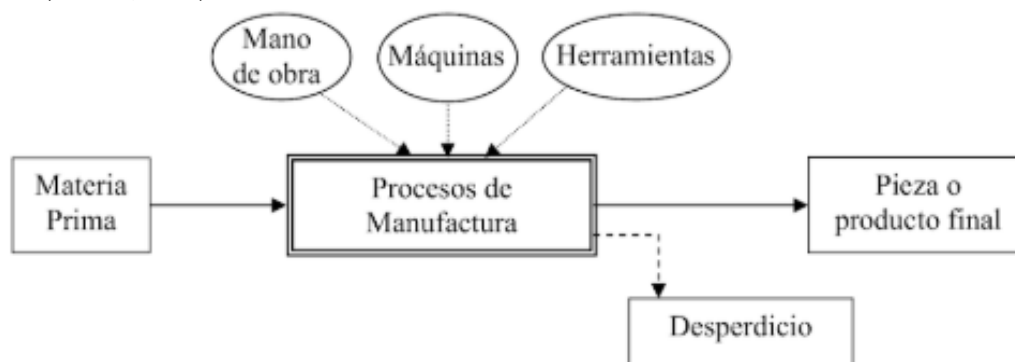 Mano
de obra
Máquinas
Herramientas
Materia
Prima
Procesos de
Manufactura
Pieza o
producto final
Desperdicio